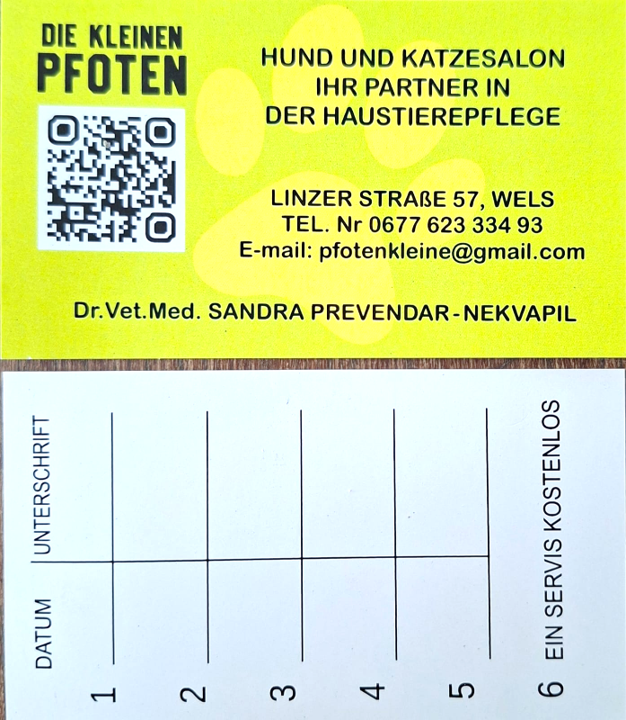 DIE KLEINEN
PFOTEN
HUND UND KATZESALON
IHR PARTNER IN
DER HAUSTIEREPFLEGE
LINZER STRAßE 57, WELS
TEL. Nr 0677 623 334 93
E-mail: pfotenkleine@gmail.com
Dr.Vet.Med. SANDRA PREVENDAR-NEKVAPIL
DATUM UNTERSCHRIFT
1
2
3
4
5
6 EIN SERVIS KOSTENLOS